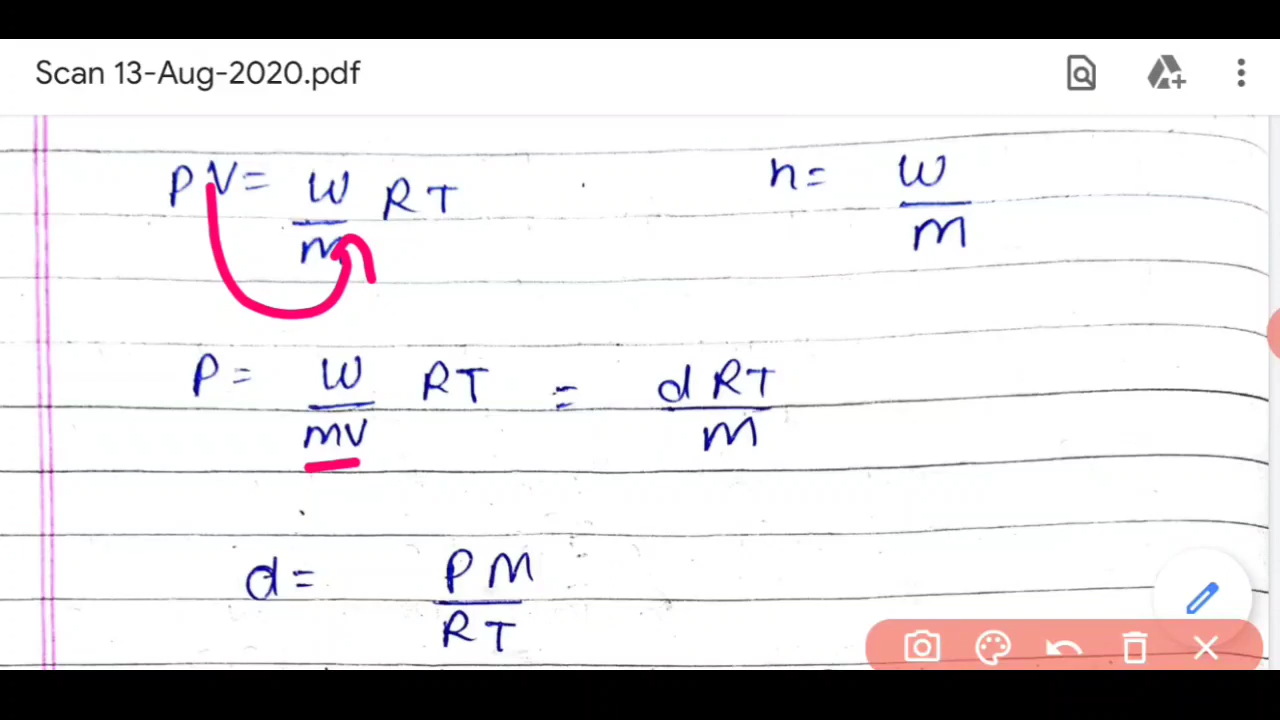 Scan 13-Aug-2020.pdf
PV = w/m RT    n = w/m
P = w/mV RT = dRT/M
d = PM/RT